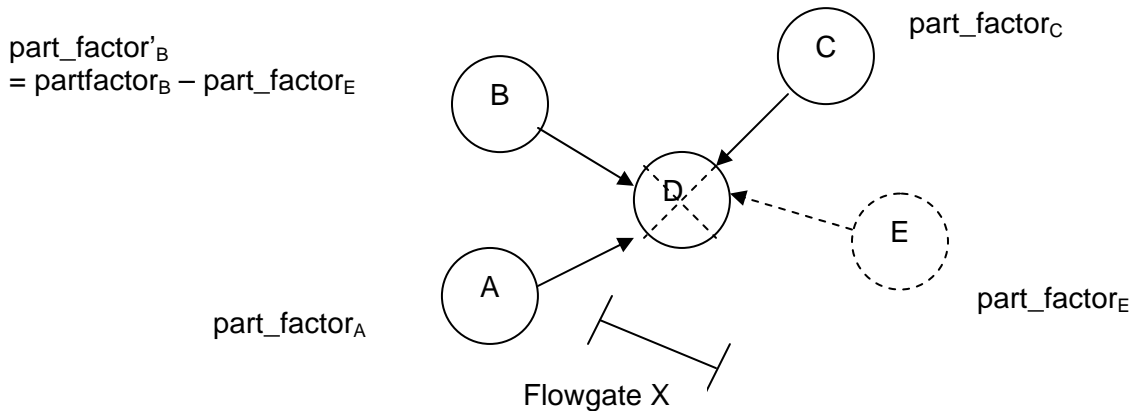 part_factor’B
= partfactorB – part_factorE
B
C
part_factorC
D
E
part_factorE
A
part_factorA
Flowgate X